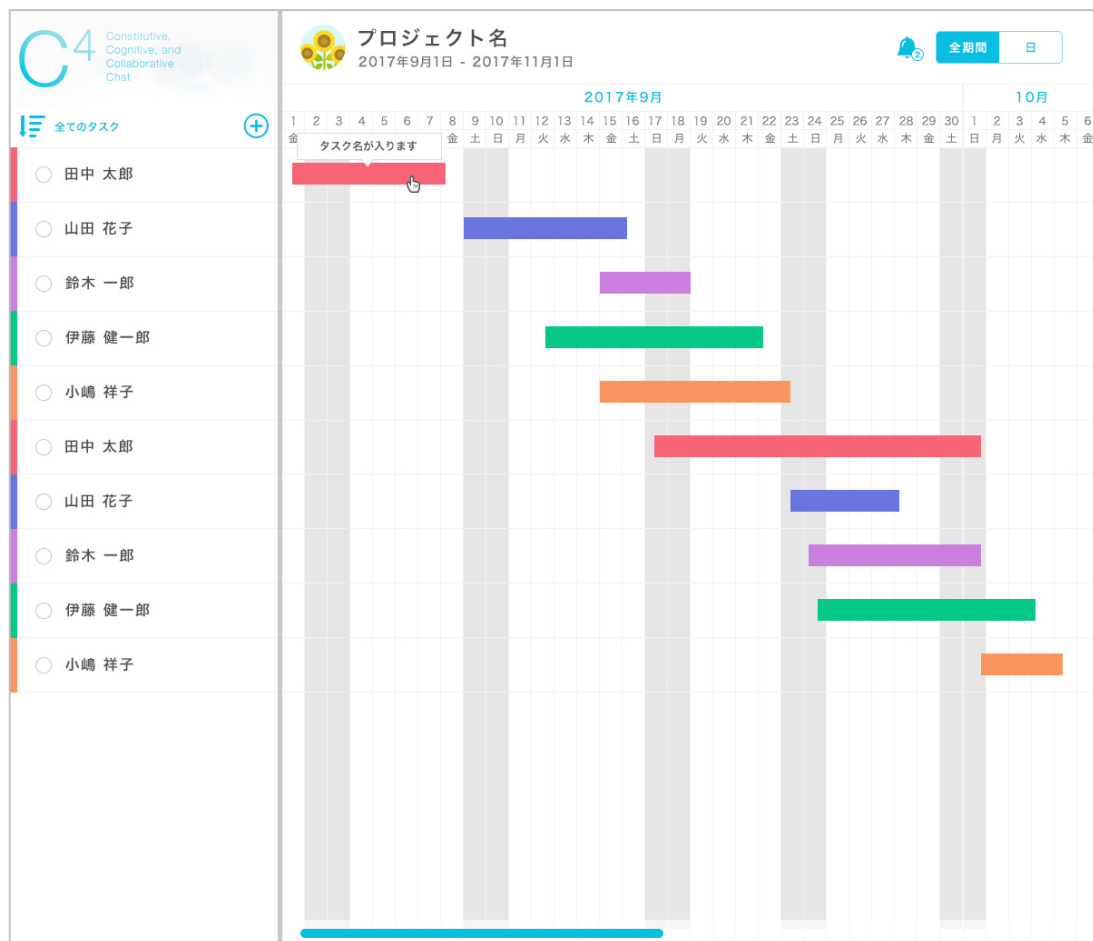 C4
Constitutive,
Cognitive, and
Collaborative
Chat
プロジェクト名
2017年9月1日 - 2017年11月1日
2
全期間
日
全てのタスク
2017年9月
10月
1 2 3 4 5 6 7 8 9 10 11 12 13 14 15 16 17 18 19 20 21 22 23 24 25 26 27 28 29 30 1 2 3 4 5 6
金 金 土 日 月 火 水 木 金 土 日 月 火 水 木 金 土 日 月 火 水 木 金 土 日 月 火 水 木 金
タスク名が入ります
田中 太郎
山田 花子
鈴木 一郎
伊藤 健一郎
小嶋 祥子
田中 太郎
山田 花子
鈴木 一郎
伊藤 健一郎
小嶋 祥子